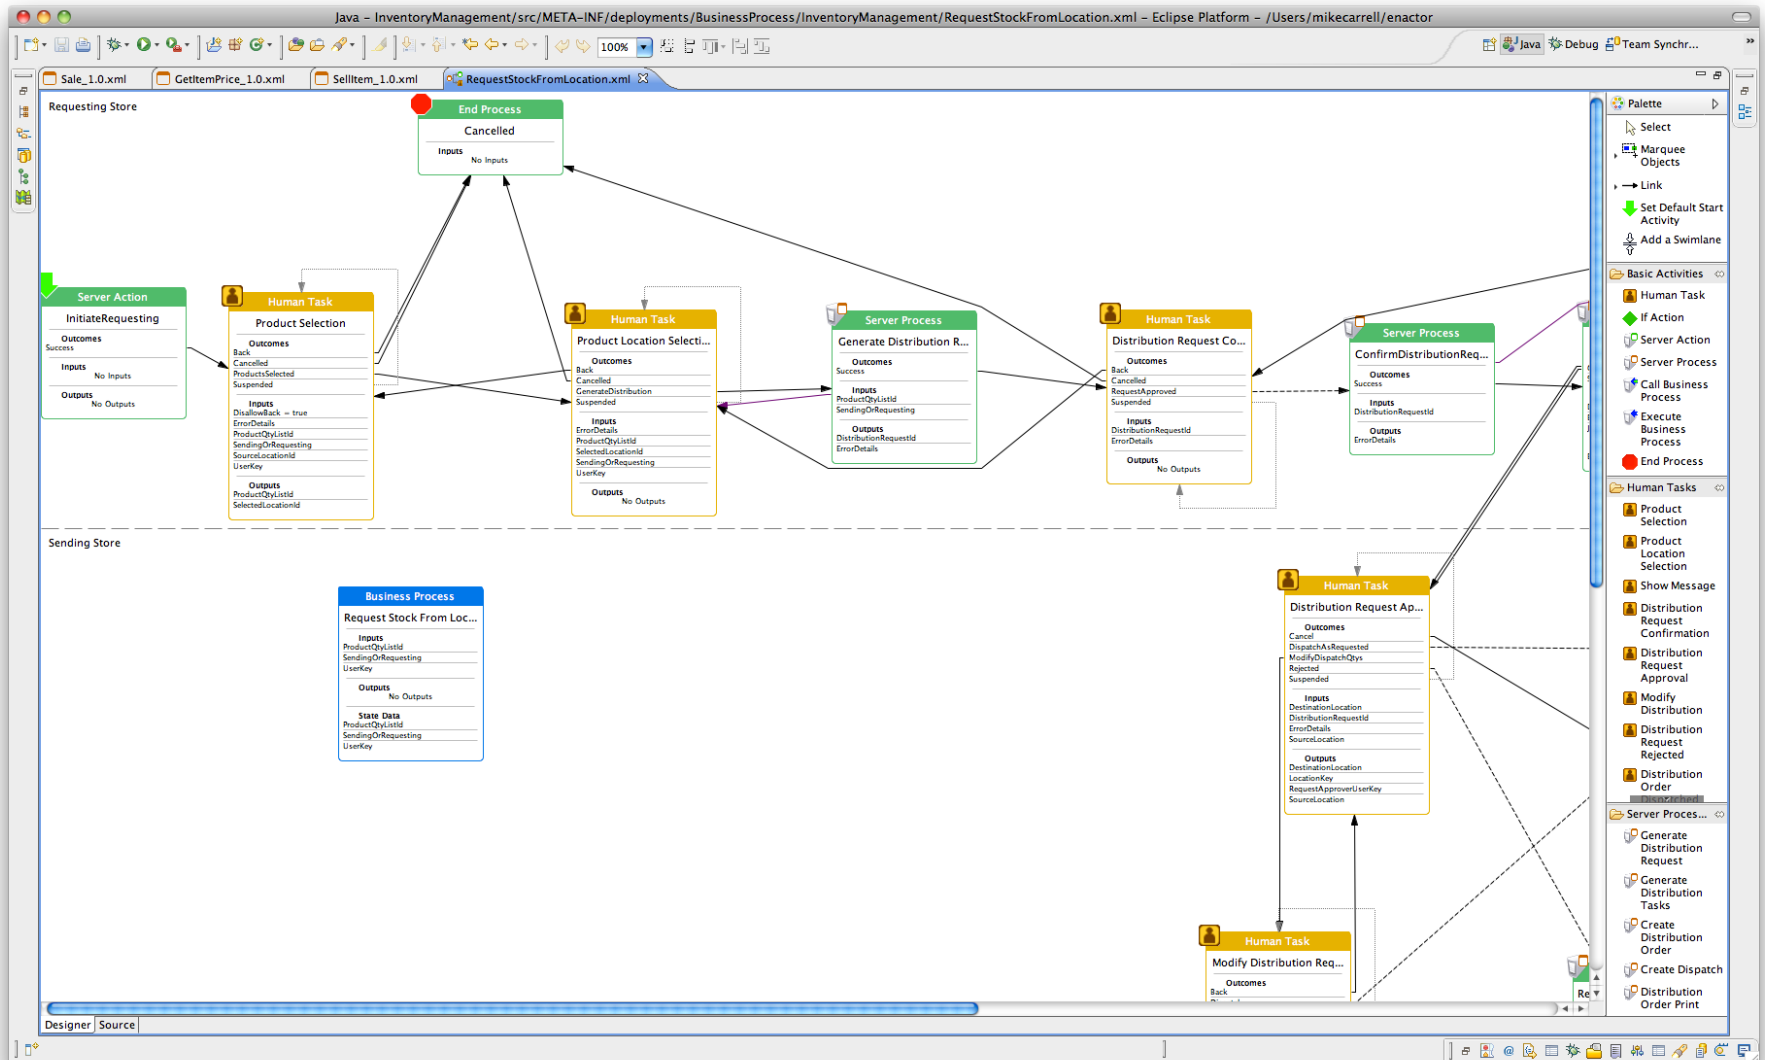 Java - InventoryManagement/src/META-INF/deployments/BusinessProcess/InventoryManagement/RequestStockFromLocation.xml - Eclipse Platform - /Users/mikecarrell/enactor
100%
Java
Debug
Team Synchr...
Sale_1.0.xml
GetItemPrice_1.0.xml
SellItem_1.0.xml
RequestStockFromLocation.xml
Requesting Store
End Process
Cancelled
Inputs
No Inputs
Server Action
InitiateRequesting
Outcomes
Success
Inputs
No Inputs
Outputs
No Outputs
Human Task
Product Selection
Outcomes
Back
Cancelled
ProductsSelected
Suspended
Inputs
DisallowBack = true
ErrorDetails
ProductQtyListId
SendingOrRequesting
SourceLocationId
UserKey
Outputs
ProductQtyListId
SelectedLocationId
Human Task
Product Location Selecti...
Outcomes
Back
Cancelled
GenerateDistribution
Suspended
Inputs
ErrorDetails
ProductQtyListId
SelectedLocationId
SendingOrRequesting
UserKey
Outputs
No Outputs
Server Process
Generate Distribution R...
Outcomes
Success
Inputs
ProductQtyListId
SendingOrRequesting
Outputs
DistributionRequestId
ErrorDetails
Human Task
Distribution Request Co...
Outcomes
Back
Cancelled
RequestApproved
Suspended
Inputs
DistributionRequestId
ErrorDetails
Outputs
No Outputs
Server Process
ConfirmDistributionReq...
Outcomes
Success
Inputs
DistributionRequestId
Outputs
ErrorDetails
Sending Store
Business Process
Request Stock From Loc...
Inputs
ProductQtyListId
SendingOrRequesting
UserKey
Outputs
No Outputs
State Data
ProductQtyListId
SendingOrRequesting
UserKey
Human Task
Distribution Request Ap...
Outcomes
Cancel
DispatchAsRequested
ModifyDispatchQtys
Rejected
Suspended
Inputs
DestinationLocation
DistributionRequestId
ErrorDetails
SourceLocation
Outputs
DestinationLocation
LocationKey
RequestApproverUserKey
SourceLocation
Human Task
Modify Distribution Req...
Outcomes
Back
Re
Palette
Select
Marquee
Objects
Link
Set Default Start
Activity
Add a Swimlane
Basic Activities
Human Task
If Action
Server Action
Server Process
Call Business
Process
Execute
Business
Process
End Process
Human Tasks
Product
Selection
Product
Location
Selection
Show Message
Distribution
Request
Confirmation
Distribution
Request
Approval
Modify
Distribution
Distribution
Request
Rejected
Distribution
Order
Dispatched
Server Proces...
Generate
Distribution
Request
Generate
Distribution
Tasks
Create
Distribution
Order
Create Dispatch
Distribution
Order Print
Designer
Source